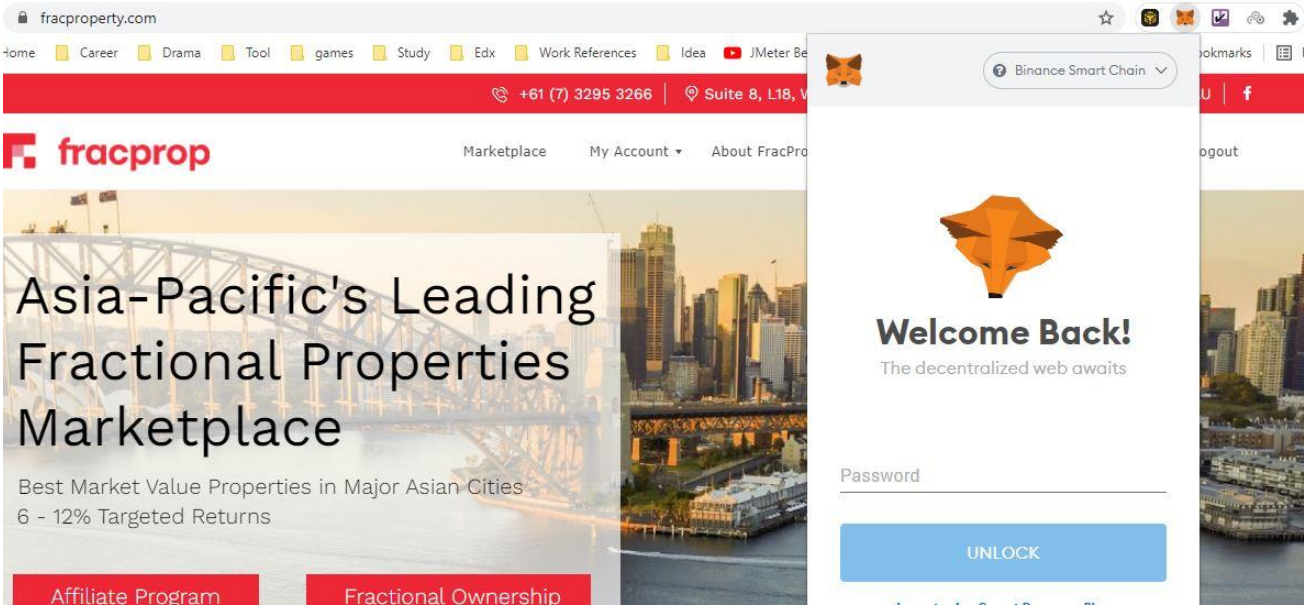 fracproperty.com
Home Career Drama Tool games Study Edx Work References Idea JMeter Be
ookmarks
Binance Smart Chain
+61 (7) 3295 3266 Suite 8, L18,
fracprop
Marketplace My Account About FracPro
ogout
Asia-Pacific's Leading
Fractional Properties
Marketplace
Best Market Value Properties in Major Asian Cities
6 - 12% Targeted Returns
Affiliate Program Fractional Ownership
Welcome Back!
The decentralized web awaits
Password
UNLOCK